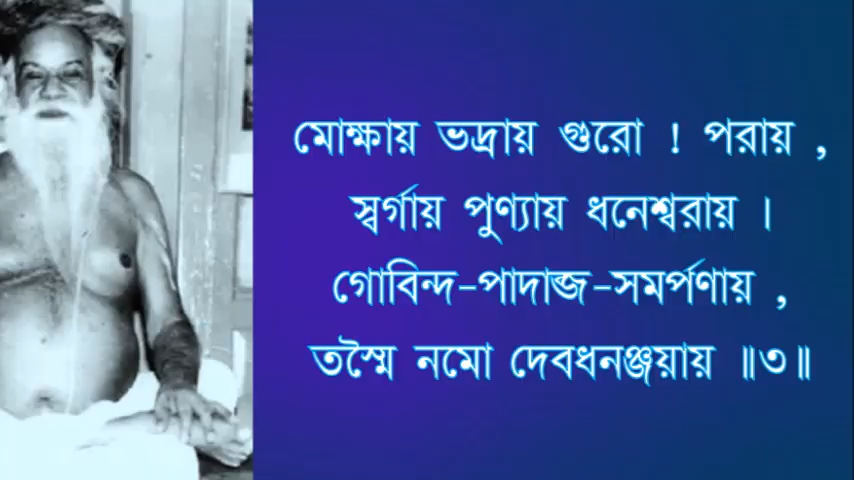 মোক্ষায় ভদ্রায় গুরো ! পরায় ,
স্বর্গায় পুণ্যায় ধনেশ্বরায় ।
গোবিন্দ-পাদাব্জ-সমর্পণায় ,
তস্মৈ নমো দেবধনঞ্জয়ায় ॥৩॥